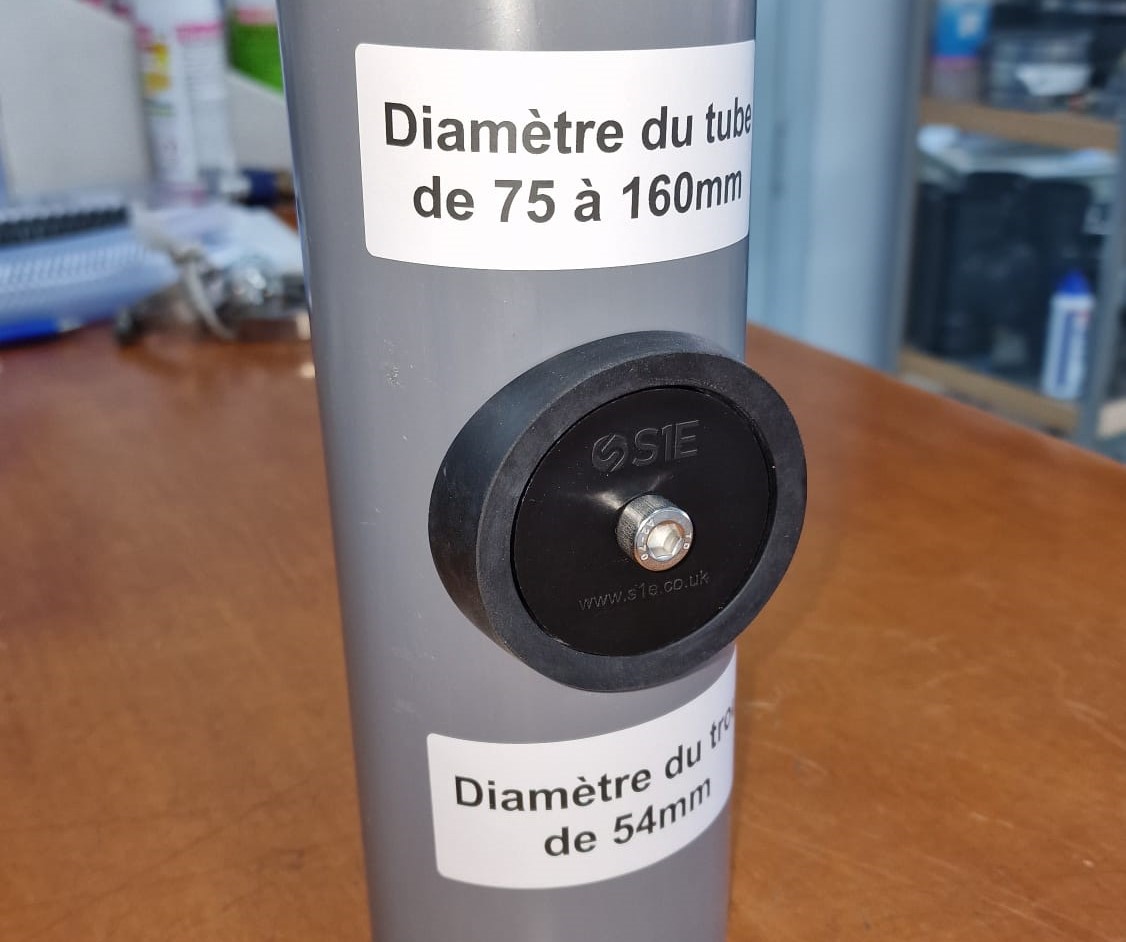 Diamètre du tube
de 75 à 160mm
S1E
www.s1e.co.uk
Diamètre du
de 54mm